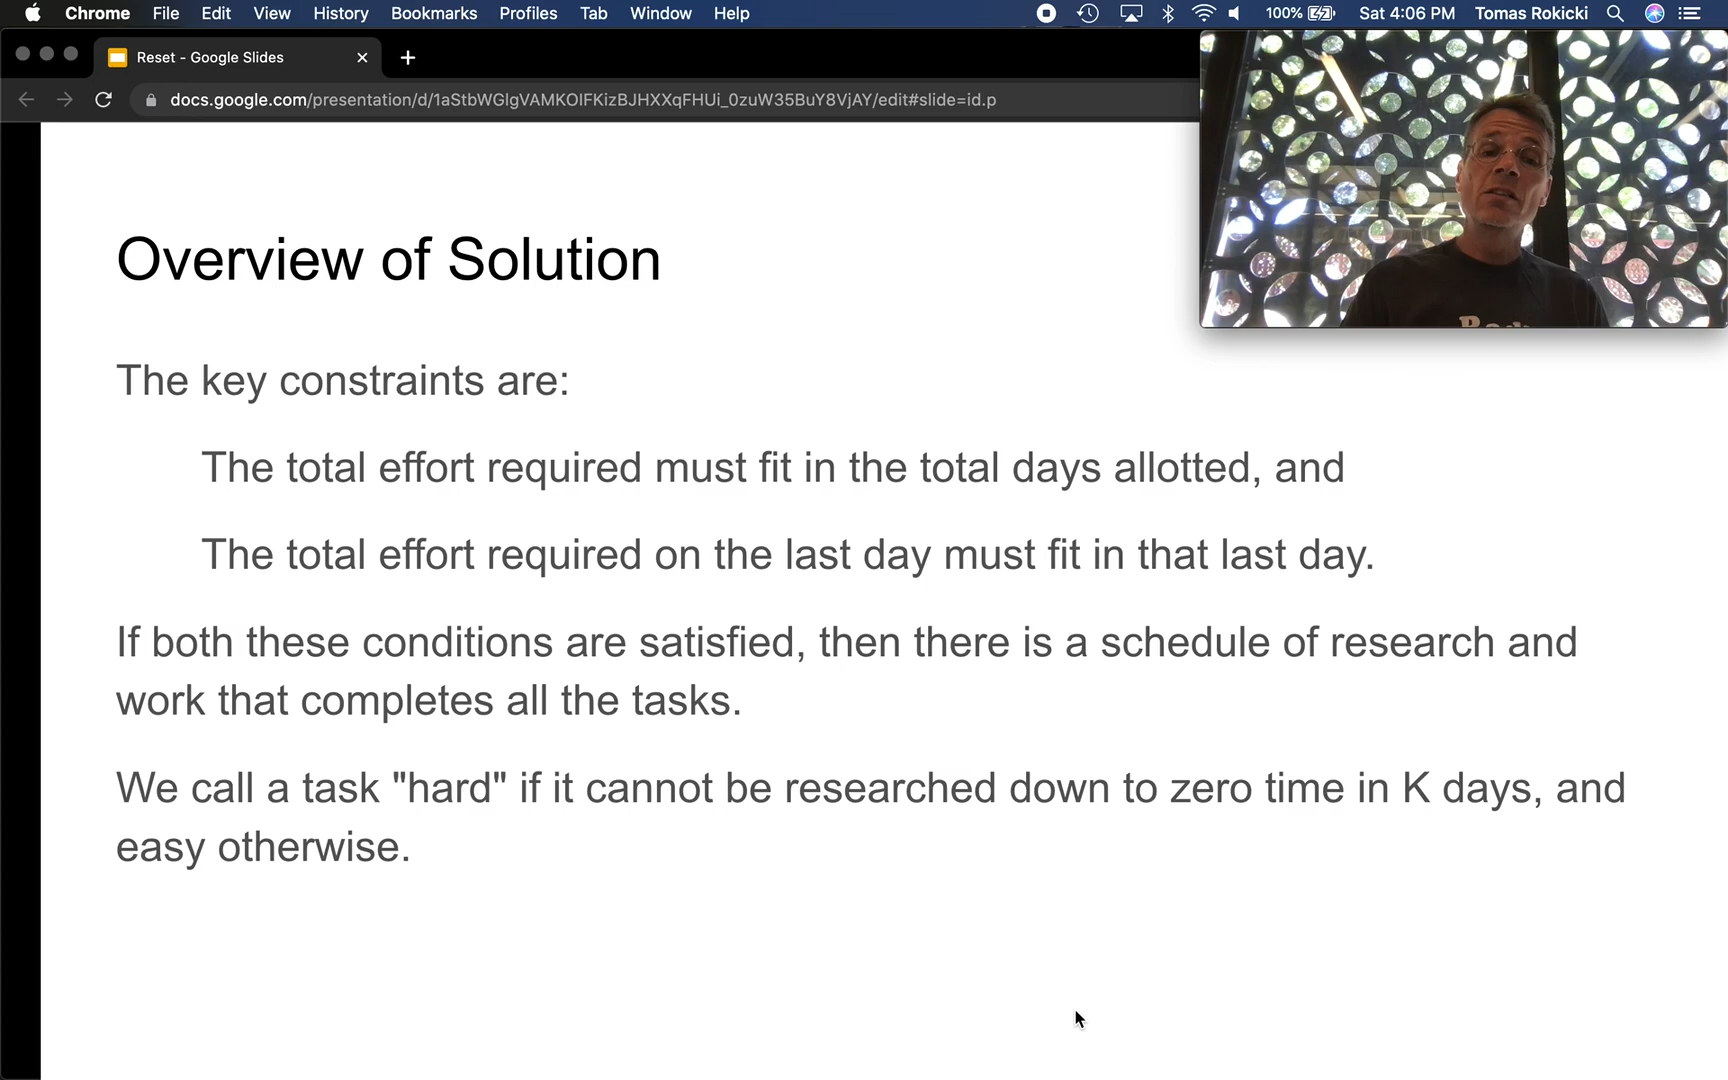 Chrome File Edit View History Bookmarks Profiles Tab Window Help 100% Sat 4:06 PM Tomas Rokicki
Reset - Google Slides
docs.google.com/presentation/d/1aStbWGlgVAMKOIFKizBJHXXqFHUi_0zuW35BuY8VjAY/edit#slide=id.p
Overview of Solution
The key constraints are:
The total effort required must fit in the total days allotted, and
The total effort required on the last day must fit in that last day.
If both these conditions are satisfied, then there is a schedule of research and
work that completes all the tasks.
We call a task "hard" if it cannot be researched down to zero time in K days, and
easy otherwise.